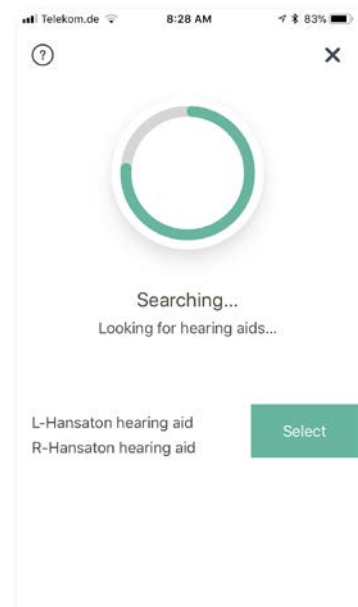 Telekom.de 8:28 AM 83%
?
Searching...
Looking for hearing aids...
L-Hansaton hearing aid
R-Hansaton hearing aid
Select